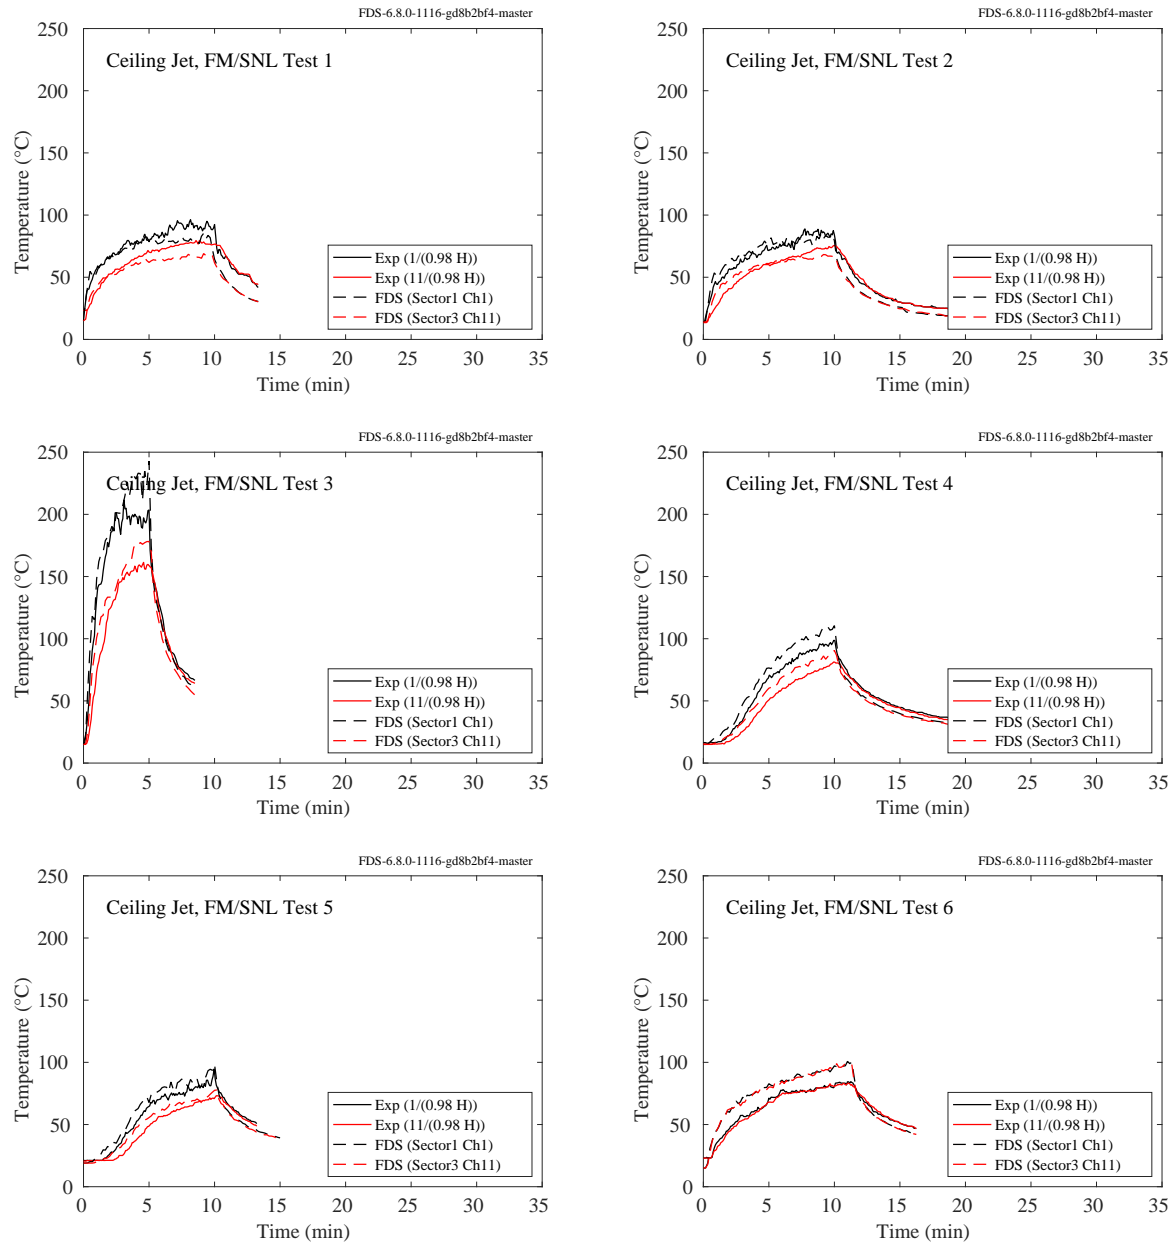 FDS-6.8.0-1116-gd8b2bf4-master
Ceiling Jet, FM/SNL Test 1
Temperature (°C)
250
200
150
100
50
0
Exp (1/(0.98 H))
Exp (11/(0.98 H))
FDS (Sector1 Ch1)
FDS (Sector3 Ch11)
0 5 10 15 20 25 30 35
Time (min)
FDS-6.8.0-1116-gd8b2bf4-master
Ceiling Jet, FM/SNL Test 2
Temperature (°C)
250
200
150
100
50
0
Exp (1/(0.98 H))
Exp (11/(0.98 H))
FDS (Sector1 Ch1)
FDS (Sector3 Ch11)
0 5 10 15 20 25 30 35
Time (min)
FDS-6.8.0-1116-gd8b2bf4-master
Ceiling Jet, FM/SNL Test 3
Temperature (°C)
250
200
150
100
50
0
Exp (1/(0.98 H))
Exp (11/(0.98 H))
FDS (Sector1 Ch1)
FDS (Sector3 Ch11)
0 5 10 15 20 25 30 35
Time (min)
FDS-6.8.0-1116-gd8b2bf4-master
Ceiling Jet, FM/SNL Test 4
Temperature (°C)
250
200
150
100
50
0
Exp (1/(0.98 H))
Exp (11/(0.98 H))
FDS (Sector1 Ch1)
FDS (Sector3 Ch11)
0 5 10 15 20 25 30 35
Time (min)
FDS-6.8.0-1116-gd8b2bf4-master
Ceiling Jet, FM/SNL Test 5
Temperature (°C)
250
200
150
100
50
0
Exp (1/(0.98 H))
Exp (11/(0.98 H))
FDS (Sector1 Ch1)
FDS (Sector3 Ch11)
0 5 10 15 20 25 30 35
Time (min)
FDS-6.8.0-1116-gd8b2bf4-master
Ceiling Jet, FM/SNL Test 6
Temperature (°C)
250
200
150
100
50
0
Exp (1/(0.98 H))
Exp (11/(0.98 H))
FDS (Sector1 Ch1)
FDS (Sector3 Ch11)
0 5 10 15 20 25 30 35
Time (min)